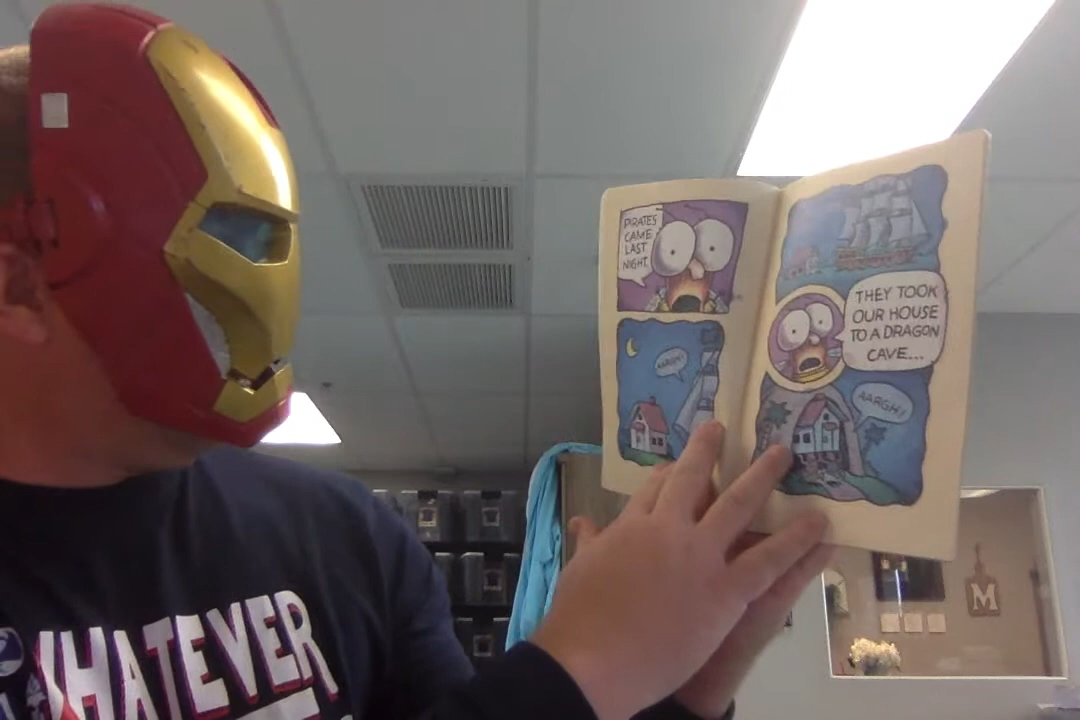 PIRATES
CAME
LAST
NIGHT.
AARGH!
THEY TOOK
OUR HOUSE
TO A DRAGON
CAVE...
AARGH!
WHATEVER
M